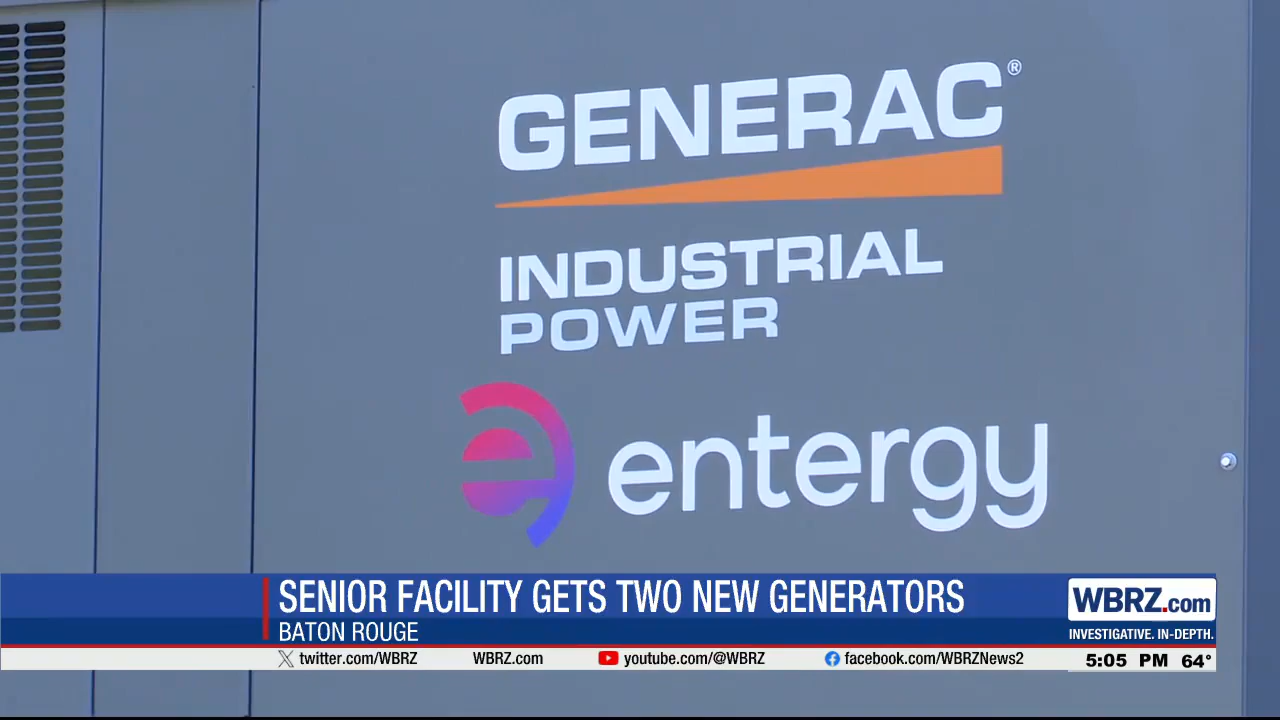 GENERAC®
INDUSTRIAL
POWER
entergy
SENIOR FACILITY GETS TWO NEW GENERATORS
BATON ROUGE
WBRZ.com
INVESTIGATIVE. IN-DEPTH.
twitter.com/WBRZ WBRZ.com youtube.com/@WBRZ facebook.com/WBRZNews2 5:05 PM 64°